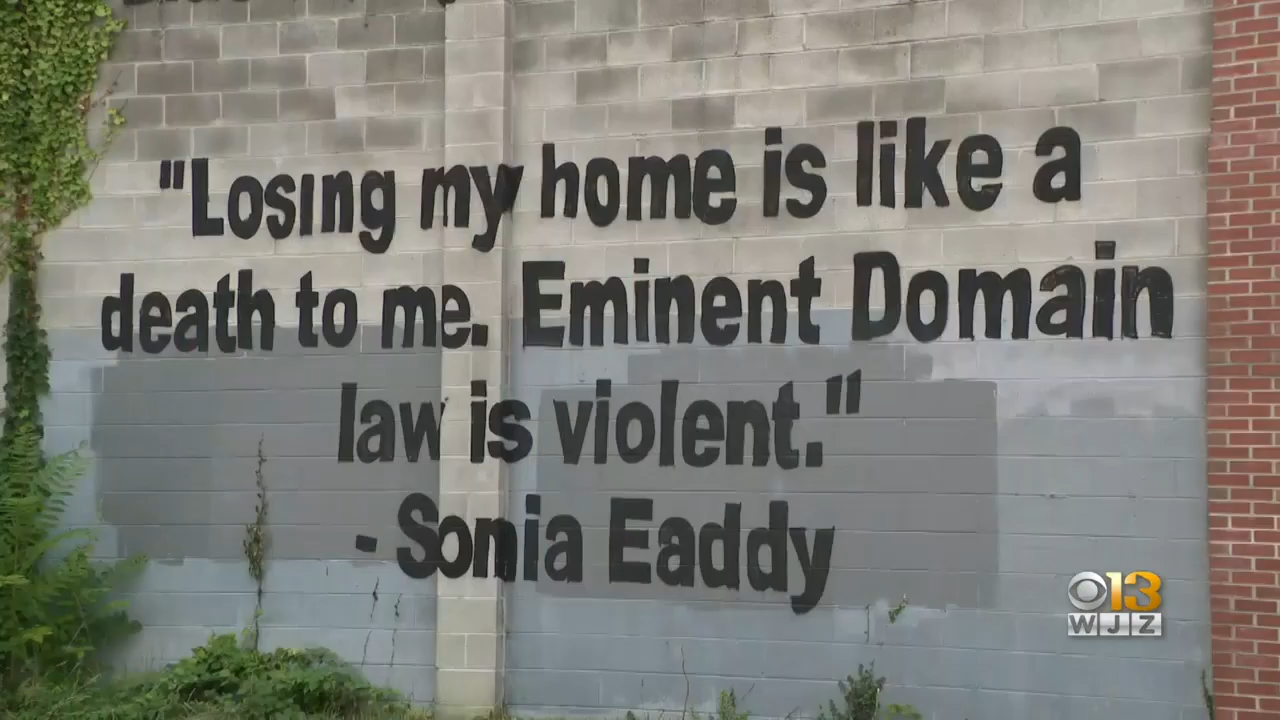 "Losing my home is like a
death to me. Eminent Domain
law is violent."
- Sonia Eaddy
13
WJZ